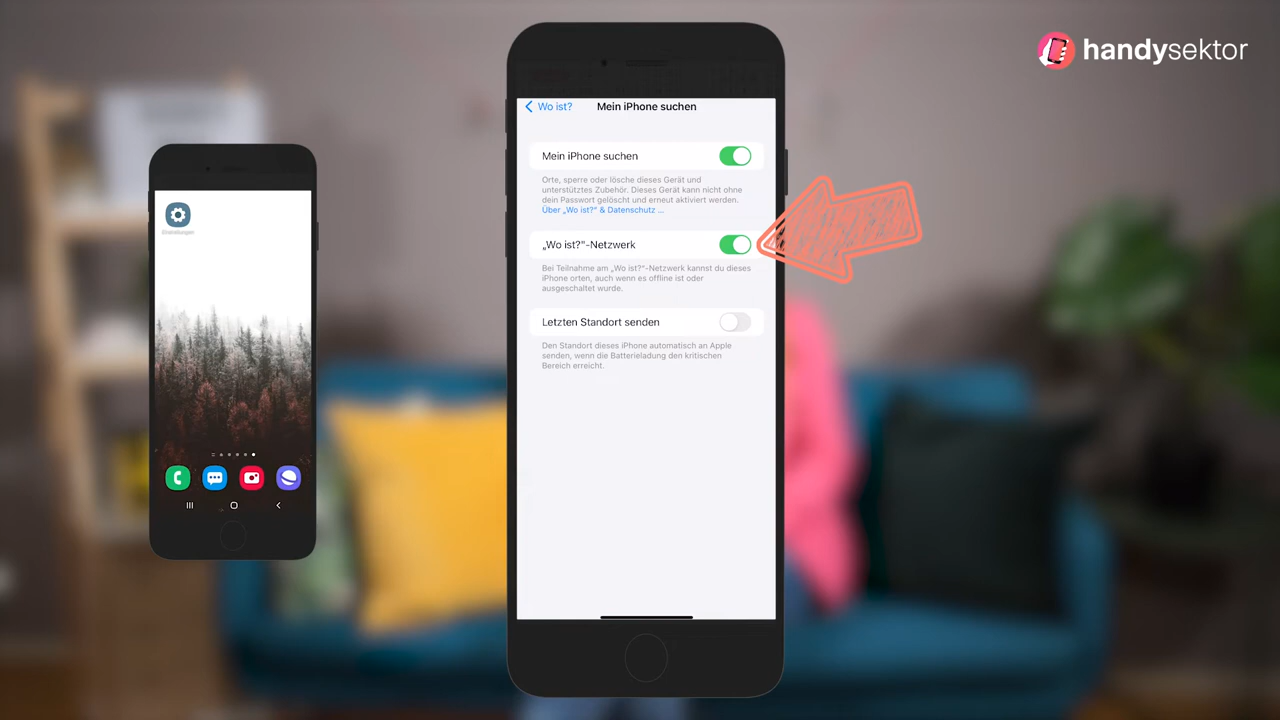 handysektor
Wo ist?
Mein iPhone suchen
Mein iPhone suchen
Orte, sperre oder lösche dieses Gerät und
unterstütztes Zubehör. Dieses Gerät kann nicht ohne
dein Passwort gelöscht und erneut aktiviert werden.
Über „Wo ist?“ & Datenschutz ...
„Wo ist?"-Netzwerk
Bei Teilnahme am „Wo ist?“-Netzwerk kannst du dieses
iPhone orten, auch wenn es offline ist oder
ausgeschaltet wurde.
Letzten Standort senden
Den Standort dieses iPhone automatisch an Apple
senden, wenn die Batterieladung den kritischen
Bereich erreicht.
Einstellungen